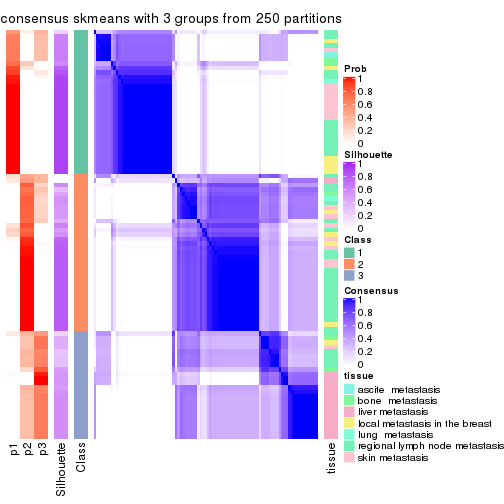 consensus skmeans with 3 groups from 250 partitions
Prob
1
0.8
0.6
0.4
0.2
0
Silhouette
1
0.8
0.6
0.4
0.2
0
Class
1
2
3
Consensus
1
0.8
0.6
0.4
0.2
0
tissue
ascite metastasis
bone metastasis
liver metastasis
local metastasis in the breast
lung metastasis
regional lymph node metastasis
skin metastasis
p1
p2
p3
Silhouette
Class
tissue